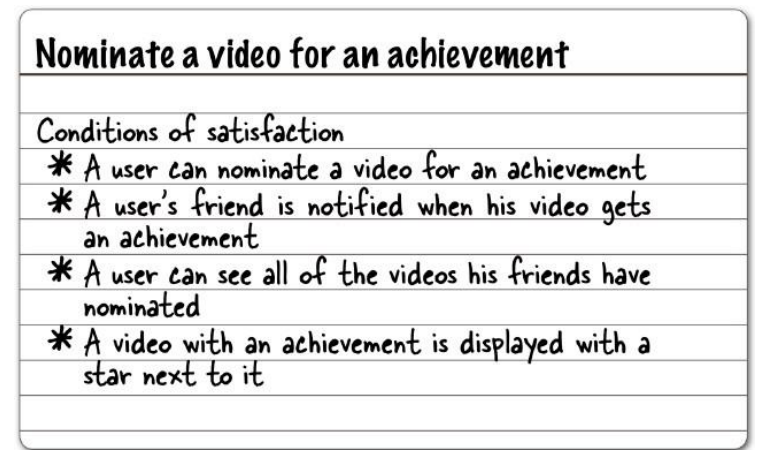 Nominate a video for an achievement
Conditions of satisfaction
* A user can nominate a video for an achievement
* A user's friend is notified when his video gets
an achievement
* A user can see all of the videos his friends have
nominated
* A video with an achievement is displayed with a
star next to it